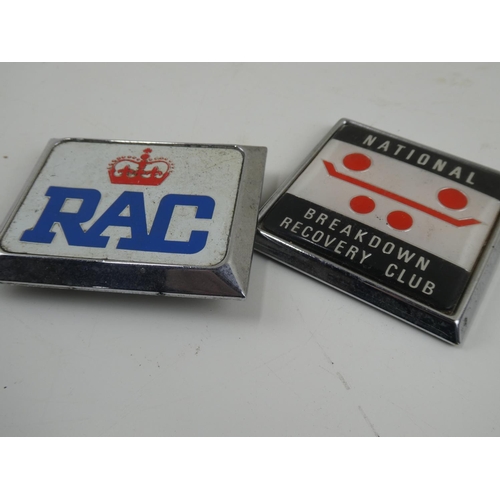 RAC
NATIONAL
BREAKDOWN
RECOVERY CLUB